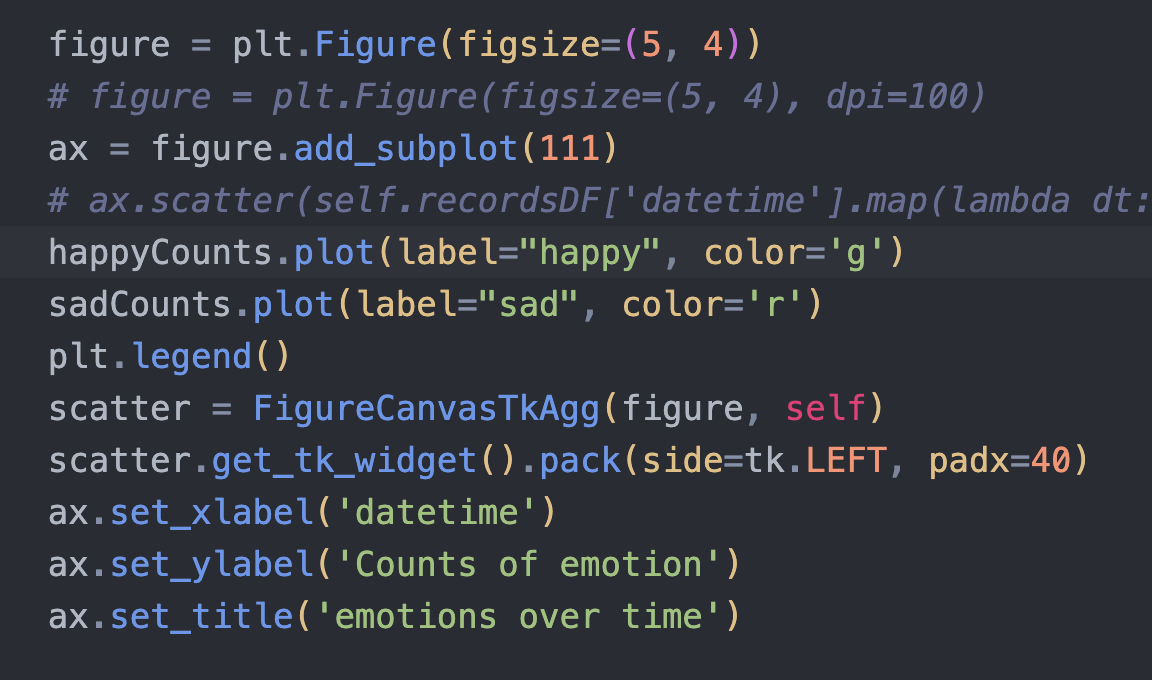 figure = plt.Figure(figsize=(5, 4))
# figure = plt.Figure(figsize=(5, 4), dpi=100)
ax = figure.add_subplot(111)
# ax.scatter(self.recordsDF['datetime'].map(lambda dt:
happyCounts.plot(label="happy", color='g')
sadCounts.plot(label="sad", color='r')
plt.legend()
scatter = FigureCanvasTkAgg(figure, self)
scatter.get_tk_widget().pack(side=tk.LEFT, padx=40)
ax.set_xlabel('datetime')
ax.set_ylabel('Counts of emotion')
ax.set_title('emotions over time')